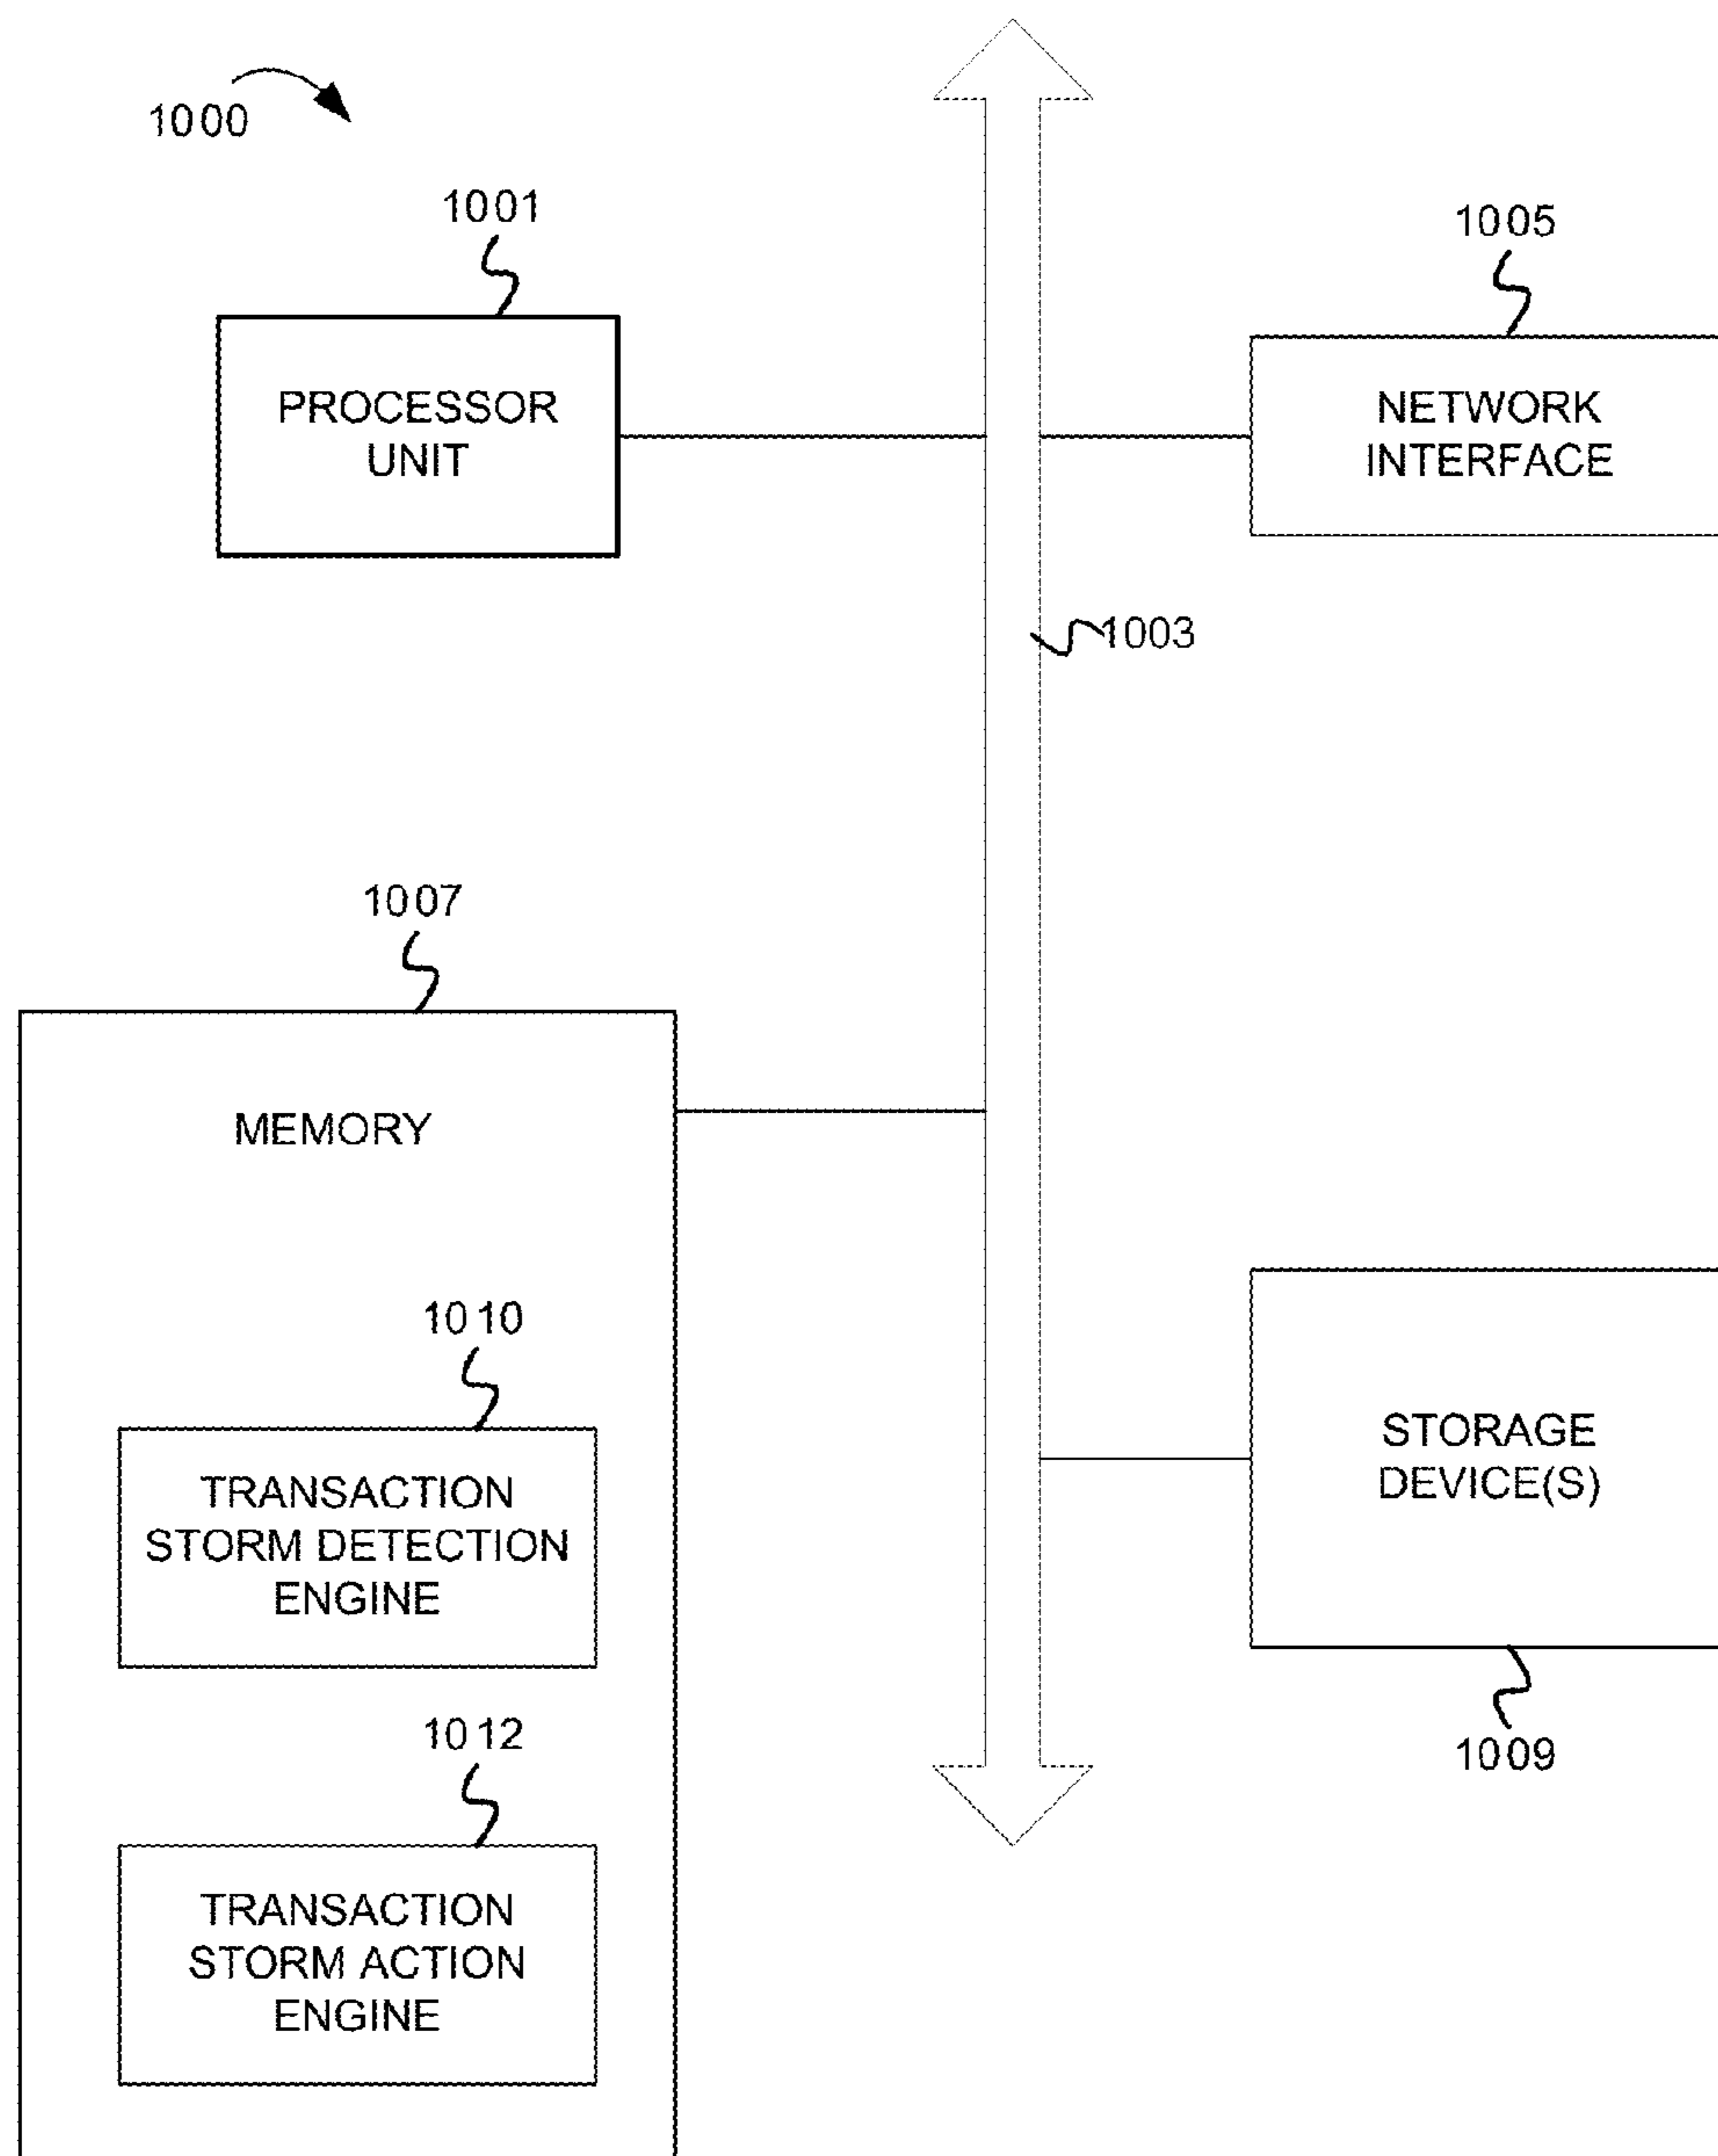 1000
1001
PROCESSOR
UNIT
1005
NETWORK
INTERFACE
1003
1007
MEMORY
1010
TRANSACTION
STORM DETECTION
ENGINE
1012
TRANSACTION
STORM ACTION
ENGINE
STORAGE
DEVICE(S)
1009